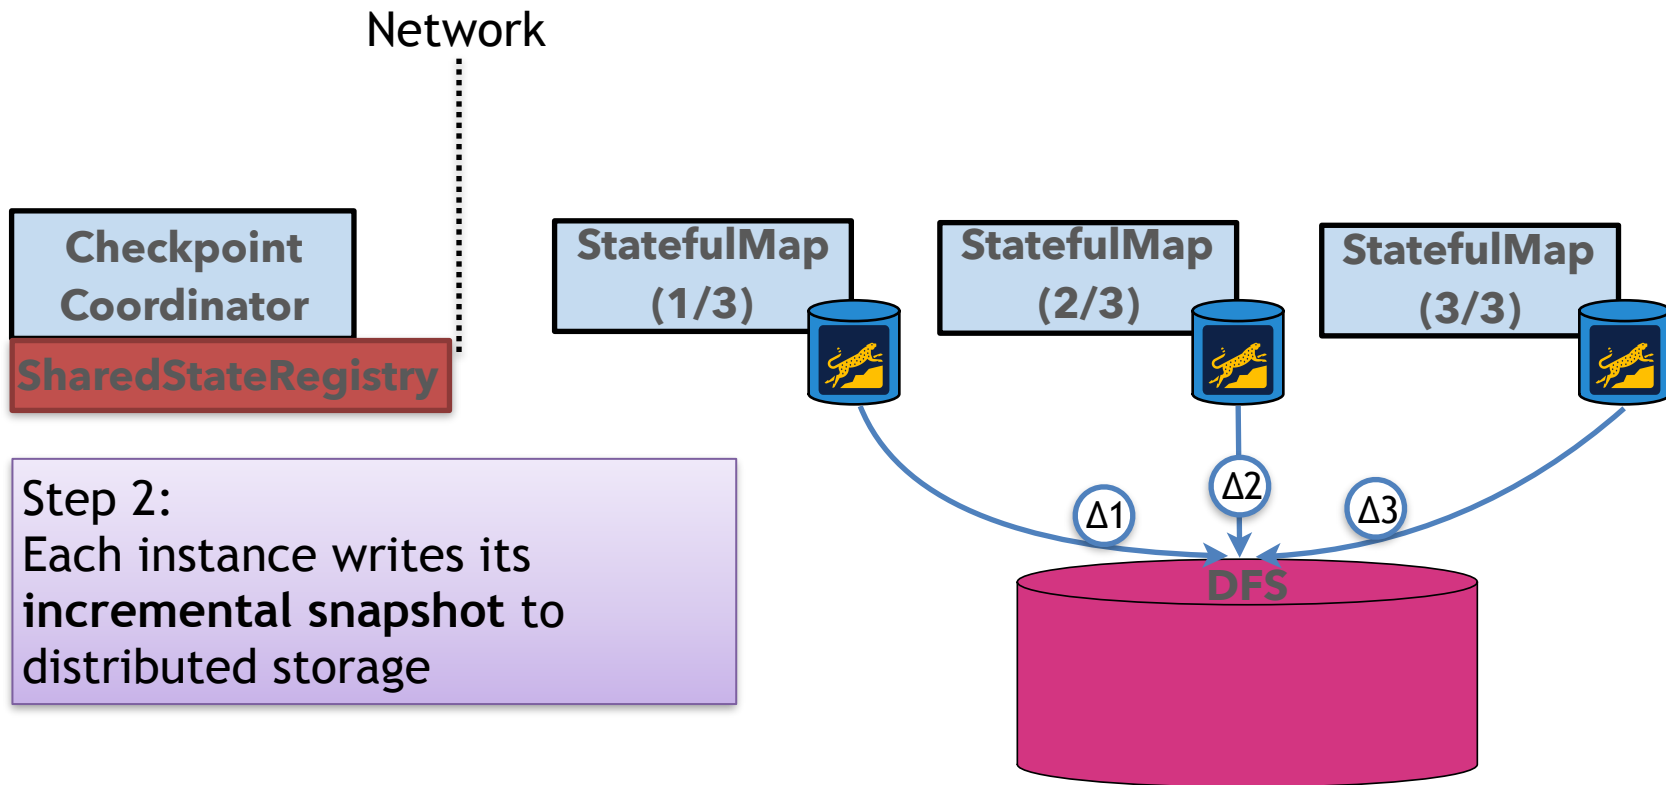 Network
Checkpoint
Coordinator
SharedStateRegistry
StatefulMap
(1/3)
StatefulMap
(2/3)
StatefulMap
(3/3)
Δ1
Δ2
Δ3
DFS
Step 2:
Each instance writes its
incremental snapshot to
distributed storage